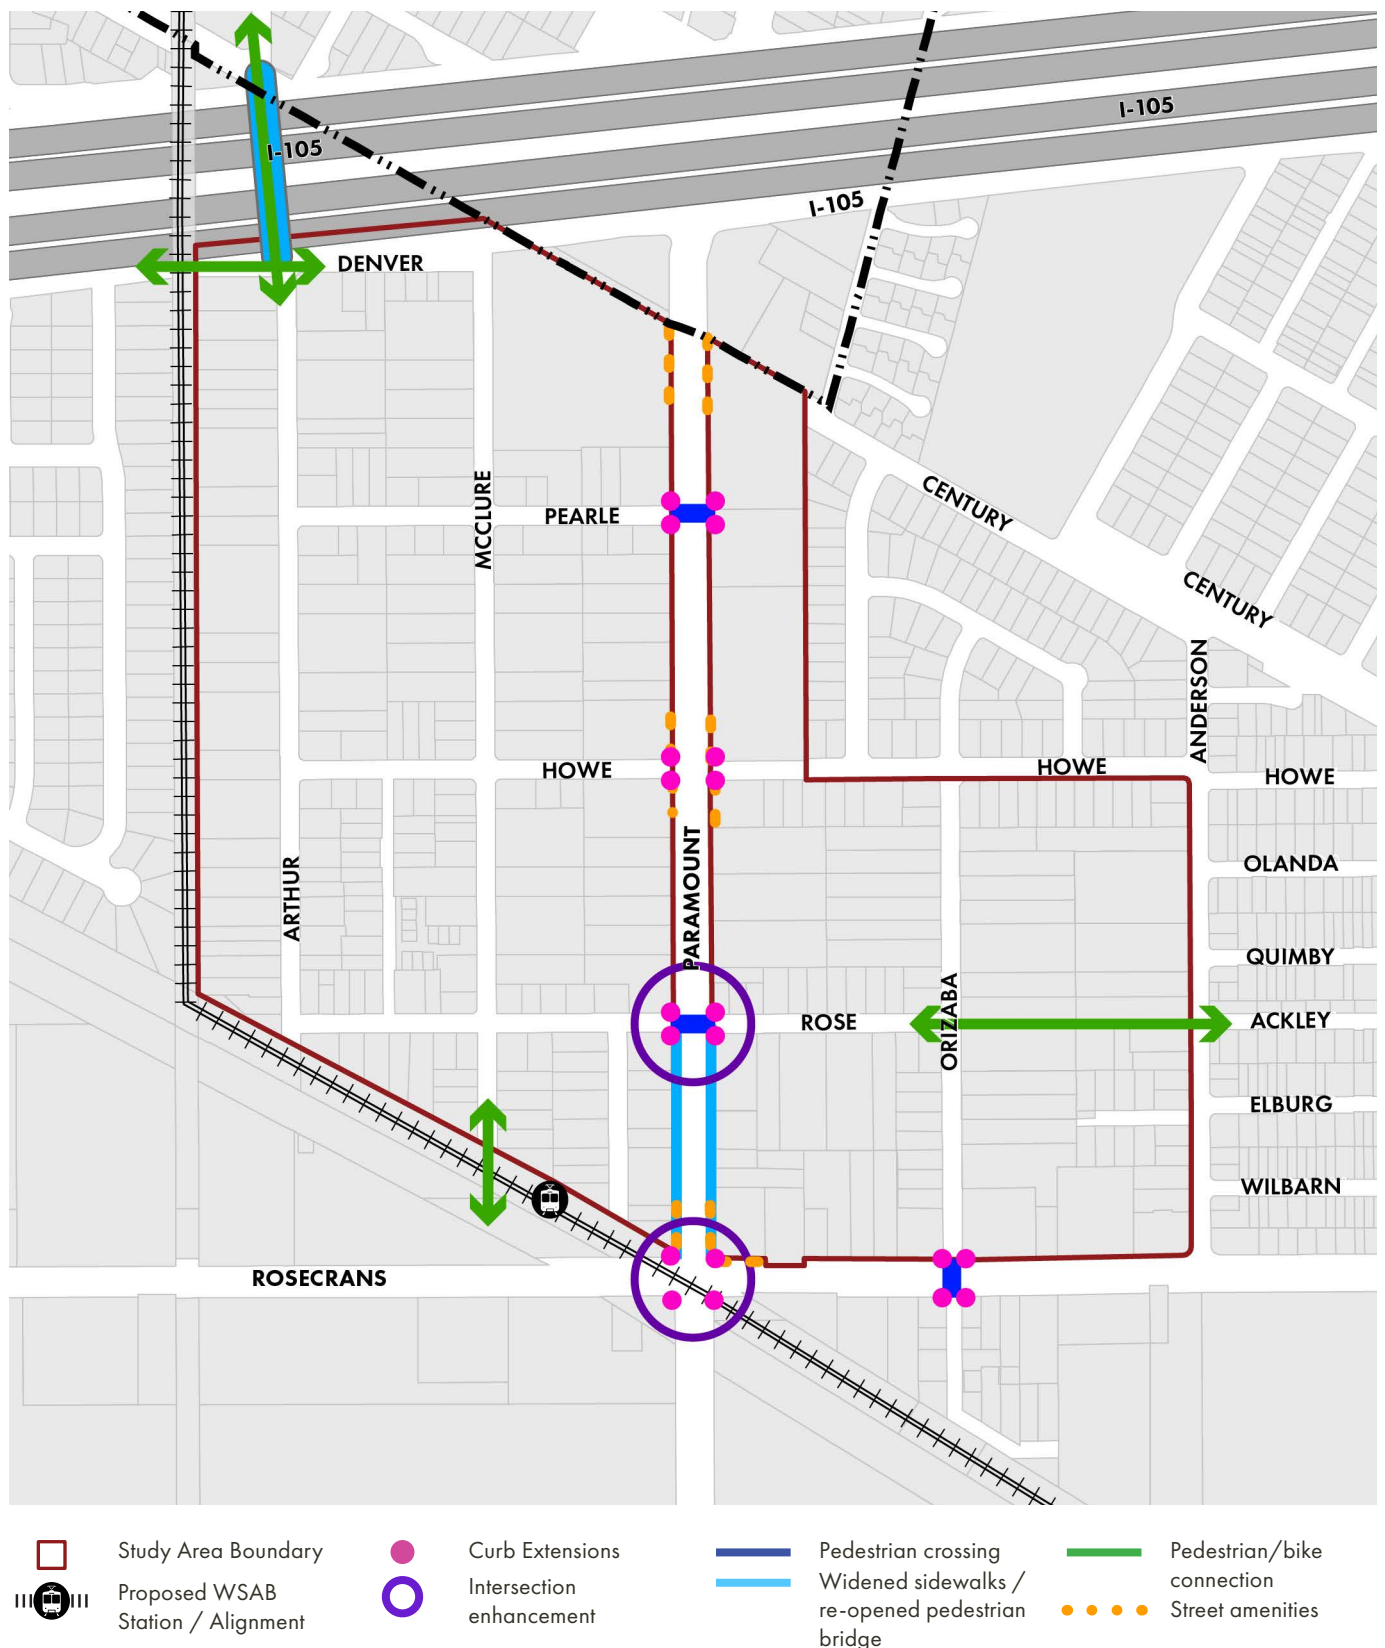 I-105
I-105
I-105
DENVER
MCCLURE
PEARLE
CENTURY
CENTURY
ANDERSON
HOWE
HOWE
HOWE
PARAMOUNT
ARTHUR
OLANDA
QUIMBY
ORIZABA
ROSE
ACKLEY
ELBURG
WILBARN
ROSECRANS
Study Area Boundary
Proposed WSAB
Station / Alignment
Curb Extensions
Intersection
enhancement
Pedestrian crossing
Widened sidewalks /
re-opened pedestrian
bridge
Pedestrian/bike
connection
Street amenities